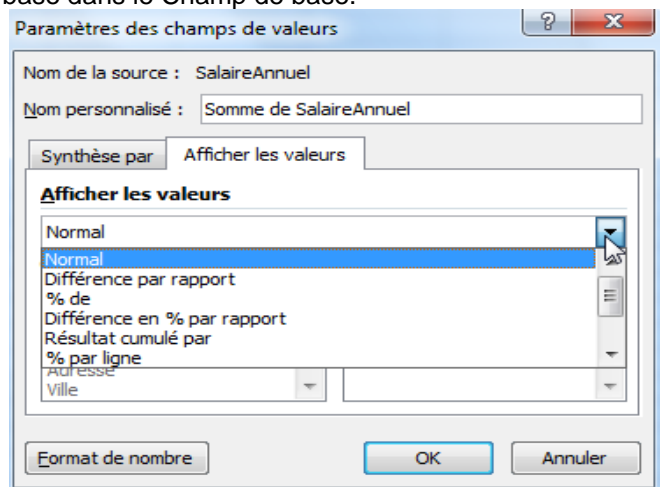 base dans le Champ de base.
Paramètres des champs de valeurs
Nom de la source : SalaireAnnuel
Nom personnalisé : Somme de SalaireAnnuel
Synthèse par Afficher les valeurs
Afficher les valeurs
Normal
Normal
Différence par rapport
% de
Différence en % par rapport
Résultat cumulé par
% par ligne
Adresse
Ville
Format de nombre OK Annuler